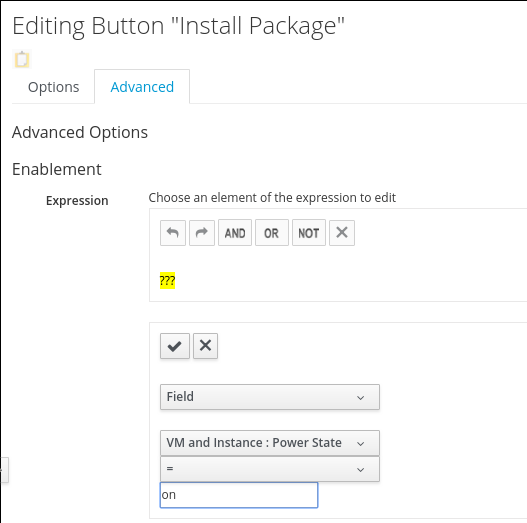 Editing Button "Install Package"
Options
Advanced
Advanced Options
Enablement
Expression
Choose an element of the expression to edit
AND
OR
NOT
???
Field
VM and Instance : Power State
=
on